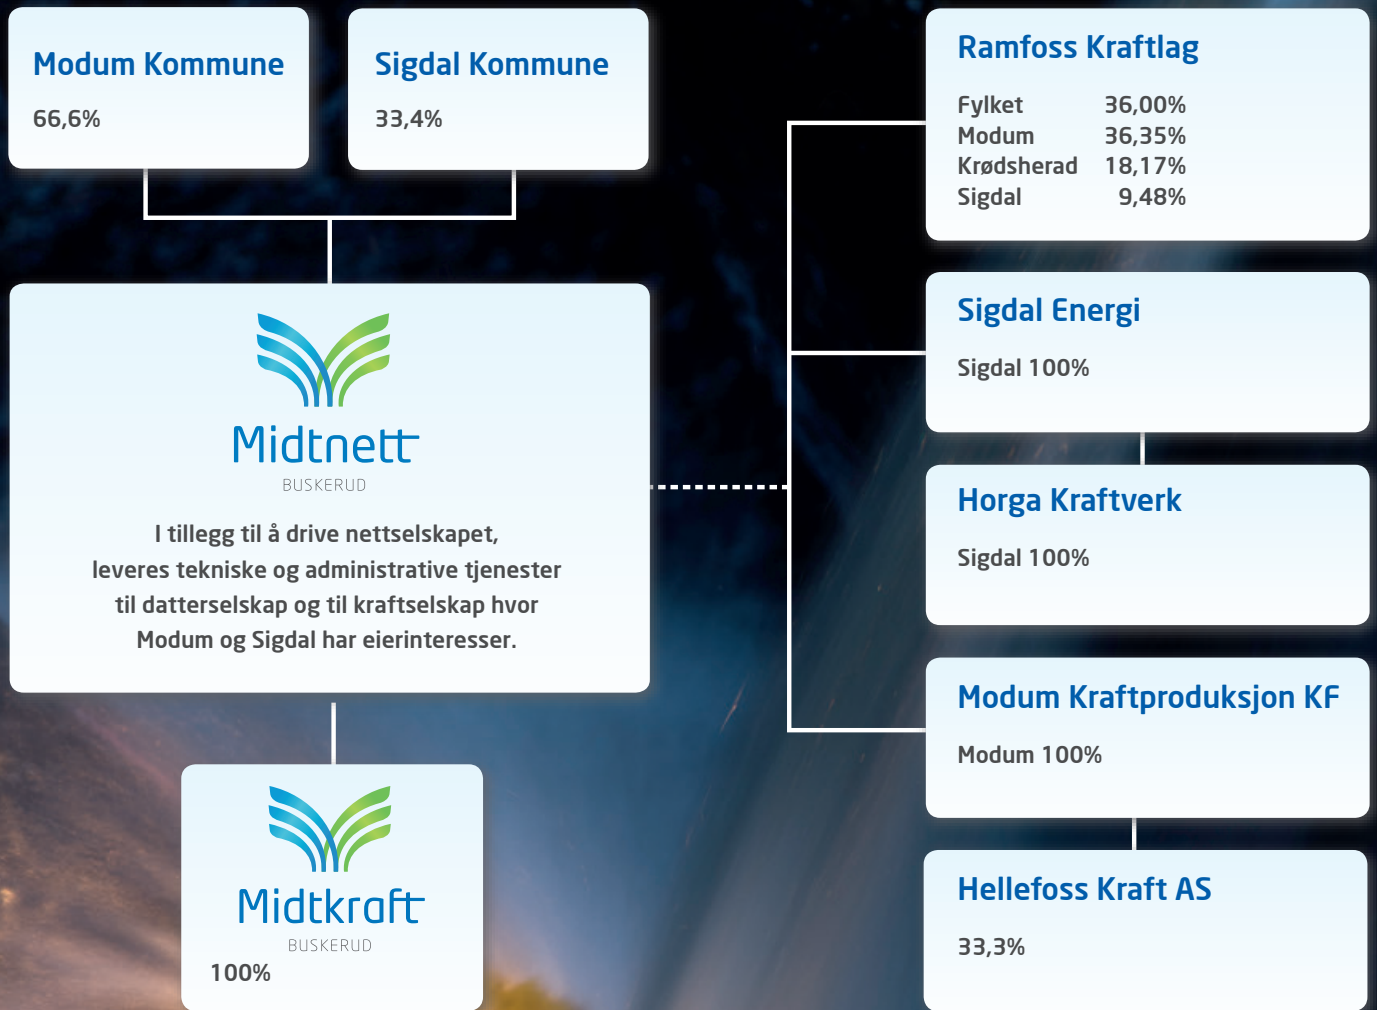 Modum Kommune
66,6%
Sigdal Kommune
33,4%
Midtnett
BUSKERUD
I tillegg til å drive nettselskapet,
leveres tekniske og administrative tjenester
til datterselskap og til kraftselskap hvor
Modum og Sigdal har eierinteresser.
Midtkraft
BUSKERUD
100%
Ramfoss Kraftlag
Fylket 36,00%
Modum 36,35%
Krødsherad 18,17%
Sigdal 9,48%
Sigdal Energi
Sigdal 100%
Horga Kraftverk
Sigdal 100%
Modum Kraftproduksjon KF
Modum 100%
Hellefoss Kraft AS
33,3%